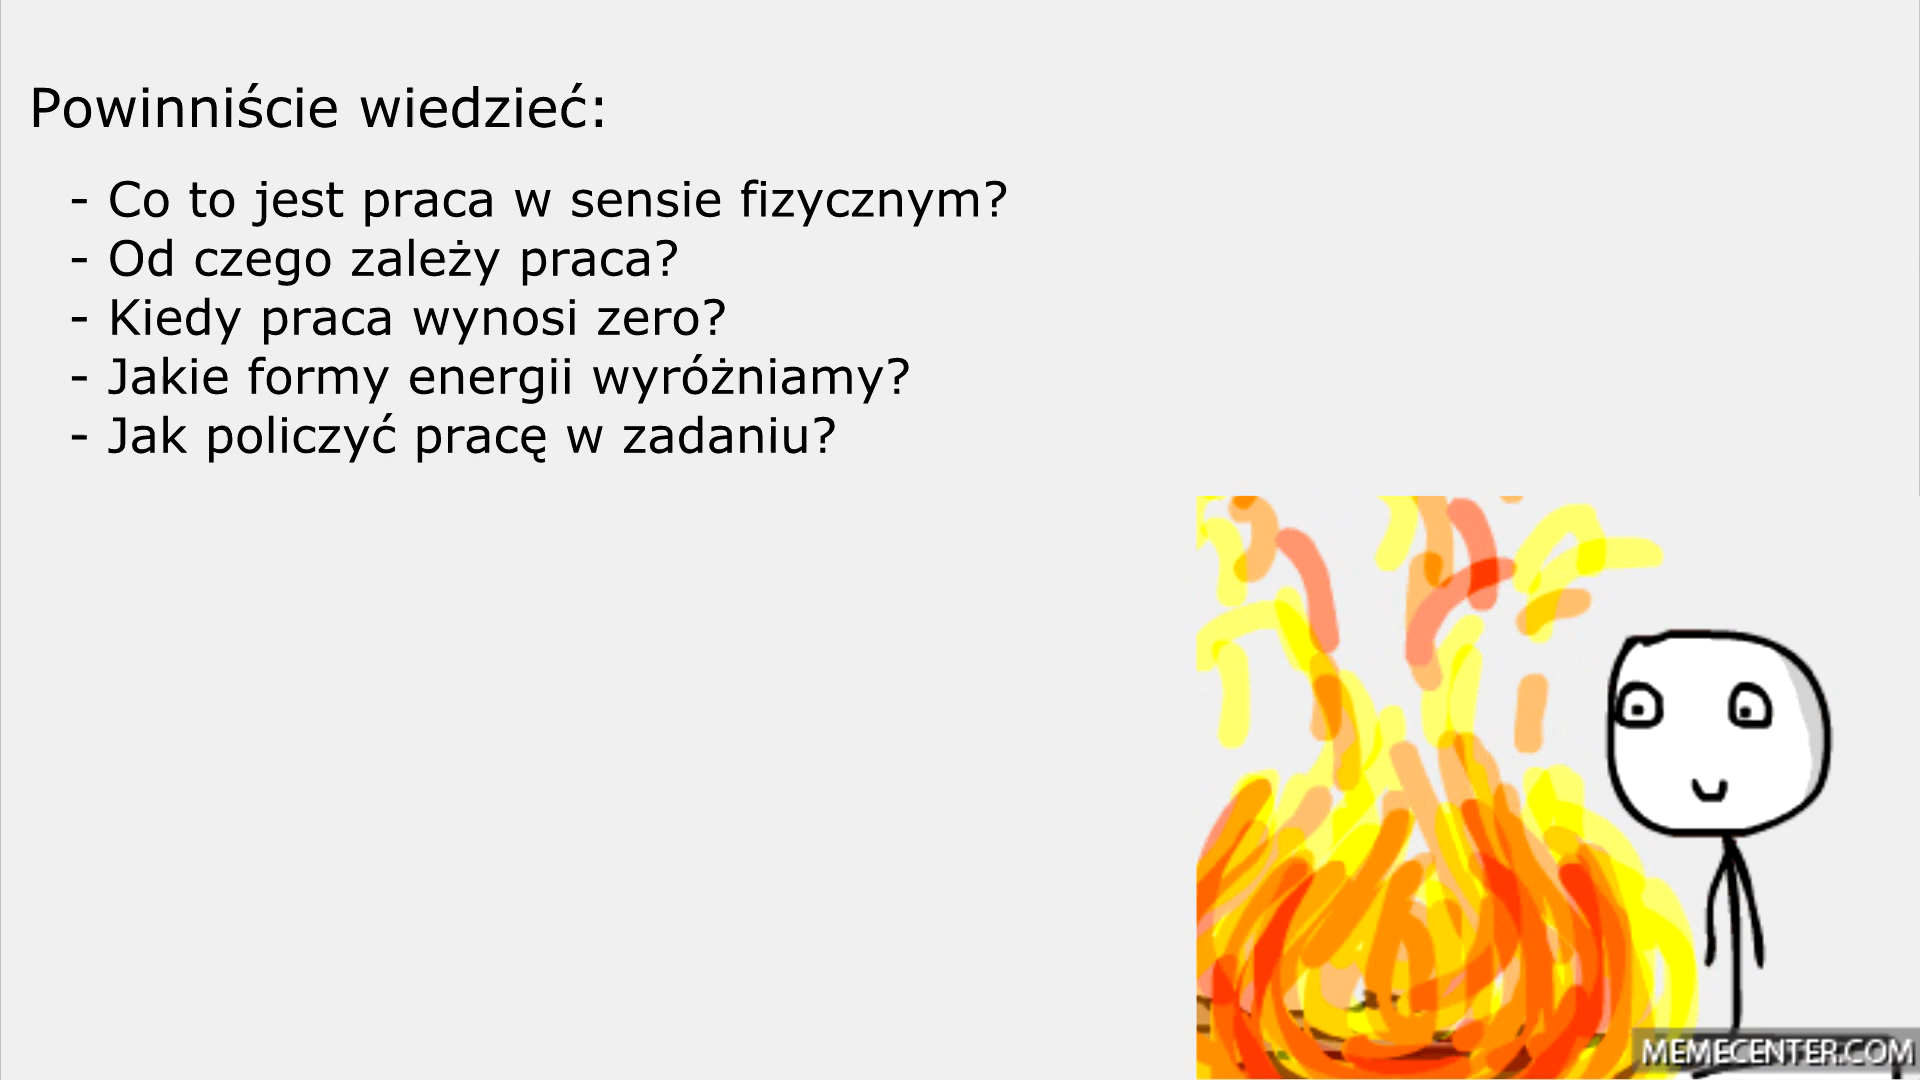 Powinniście wiedzieć:
- Co to jest praca w sensie fizycznym?
- Od czego zależy praca?
- Kiedy praca wynosi zero?
- Jakie formy energii wyróżniamy?
- Jak policzyć pracę w zadaniu?
MEMECENTER.COM